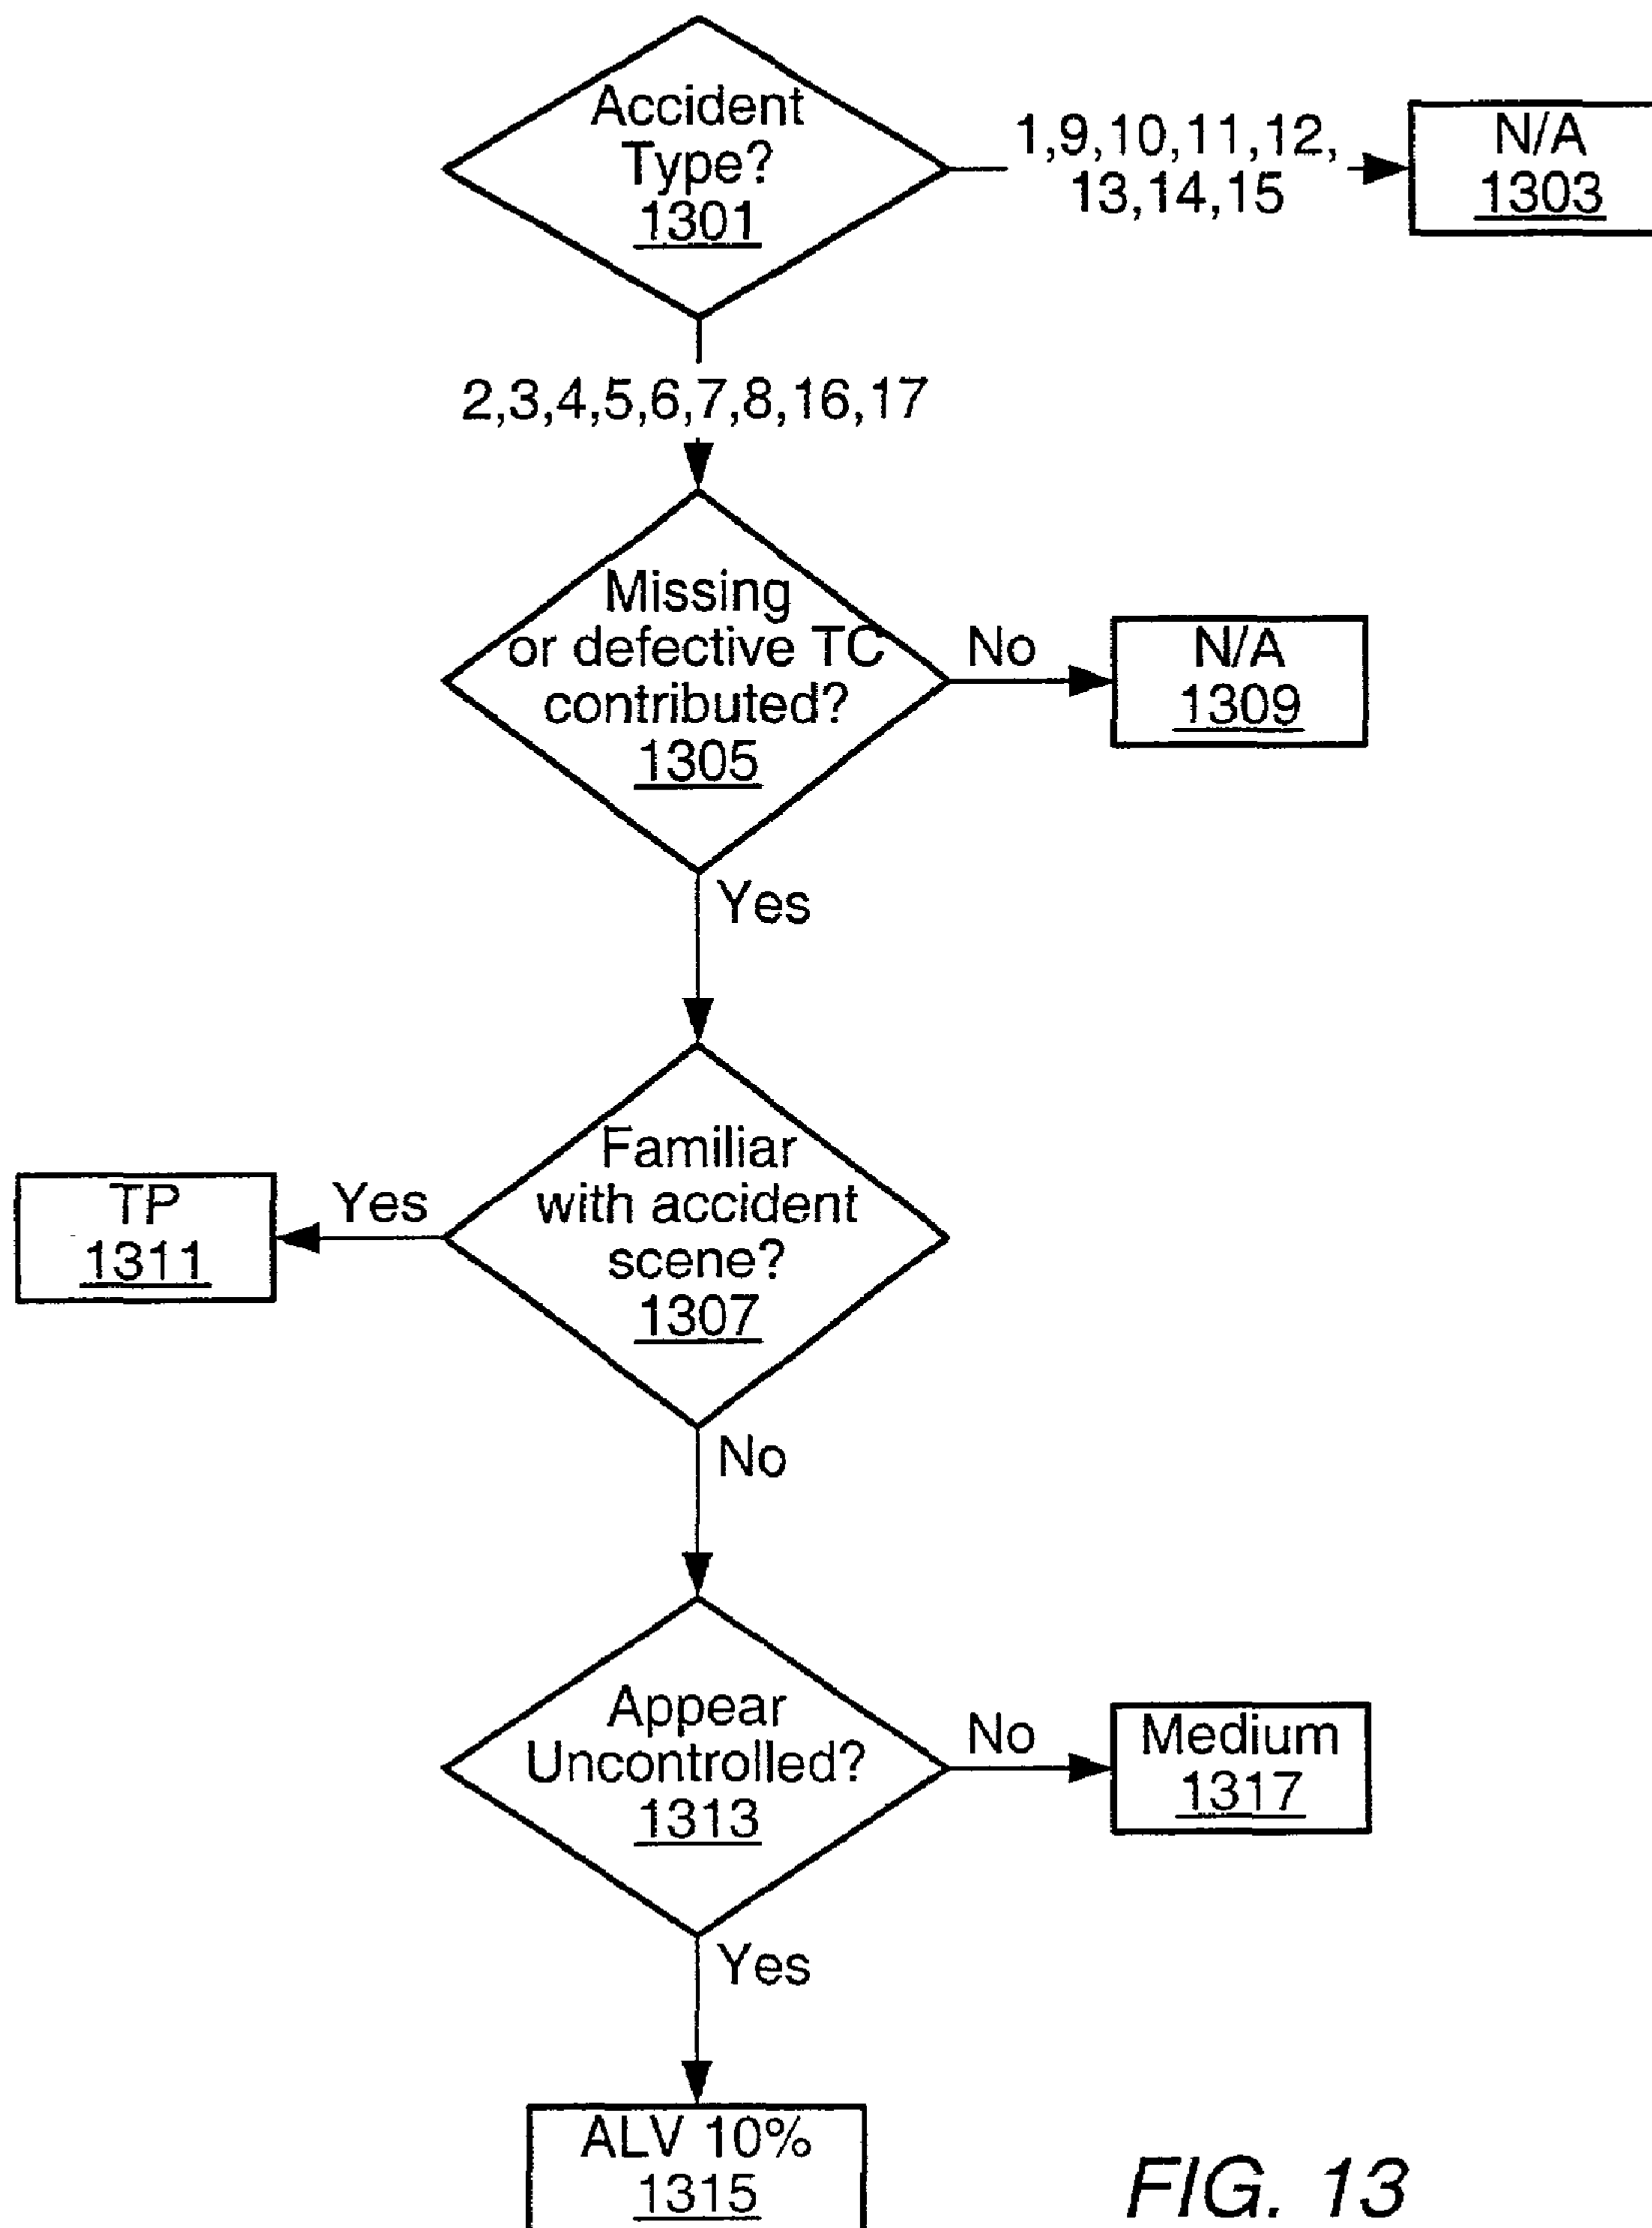 Accident
Type?
1301
1,9,10,11,12,
13,14,15
N/A
1303
2,3,4,5,6,7,8,16,17
Missing
or defective TC
contributed?
1305
No
N/A
1309
Yes
Familiar
with accident
scene?
1307
Yes
TP
1311
No
Appear
Uncontrolled?
1313
No
Medium
1317
Yes
ALV 10%
1315
FIG. 13